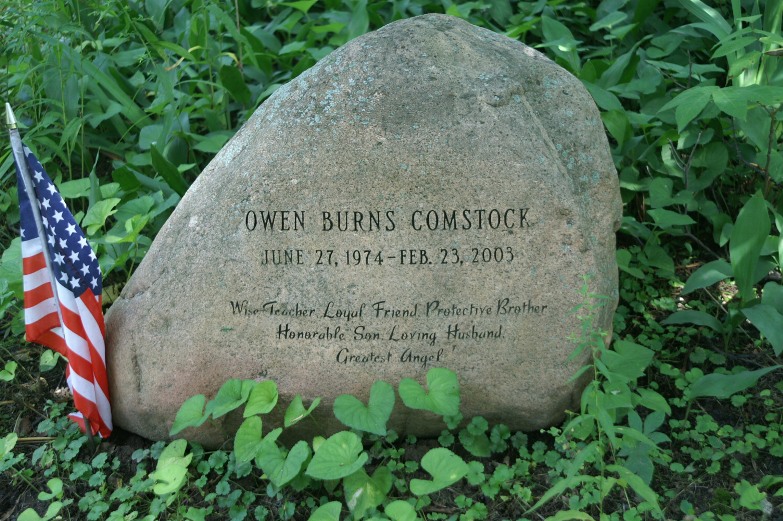 OWEN BURNS COMSTOCK
JUNE 27, 1974-FEB. 23, 2003
Wise Teacher, Loyal Friend, Protective Brother
Honorable Son, Loving Husband,
Greatest Angel